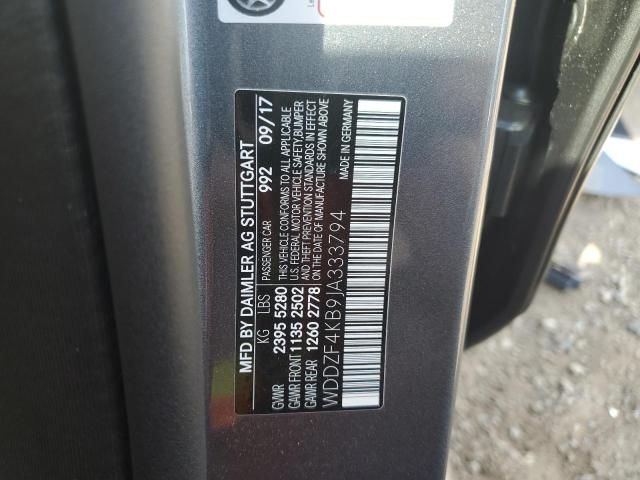 MFD BY DAIMLER AG STUTTGART
KG LBS PASSENGER CAR 992 09/17
GVWR 2395 5280 THIS VEHICLE CONFORMS TO ALL APPLICABLE
GAWR FRONT 1135 2502 U.S. FEDERAL MOTOR VEHICLE SAFETY, BUMPER
GAWR REAR 1260 2778 AND THEFT PREVENTION STANDARDS IN EFFECT
ON THE DATE OF MANUFACTURE SHOWN ABOVE
WDDZF4KB9JA333794 MADE IN GERMANY